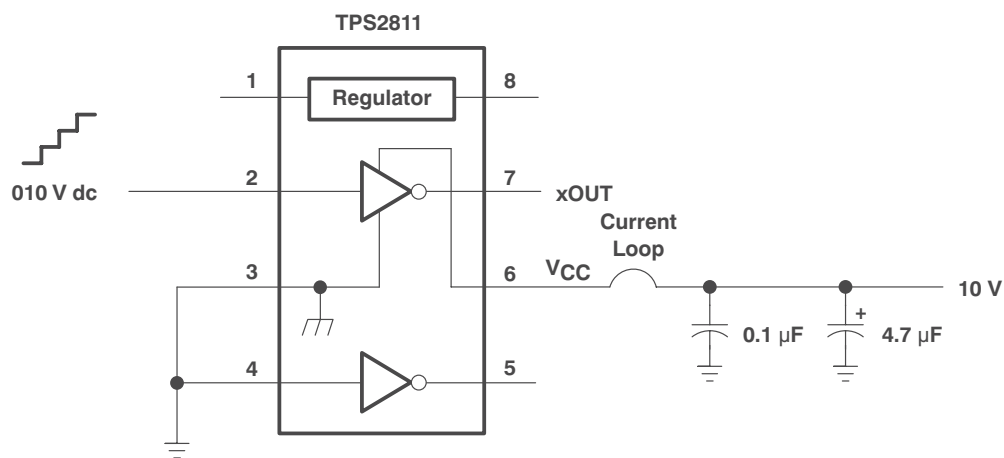 TPS2811
1
Regulator
8
010 V dc
2
7
xOUT
Current
Loop
3
6
VCC
10 V
0.1 µF
+
4.7 µF
4
5